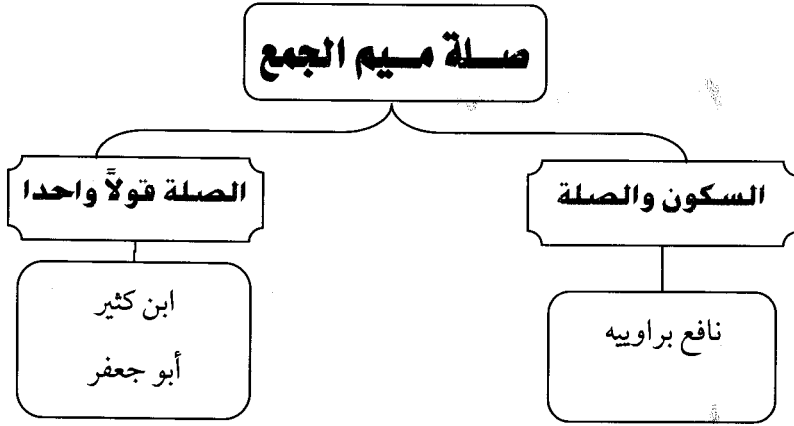 صلة ميم الجمع
السكون والصلة
الصلة قولاً واحدا
نافع براوييه
ابن كثير
أبو جعفر